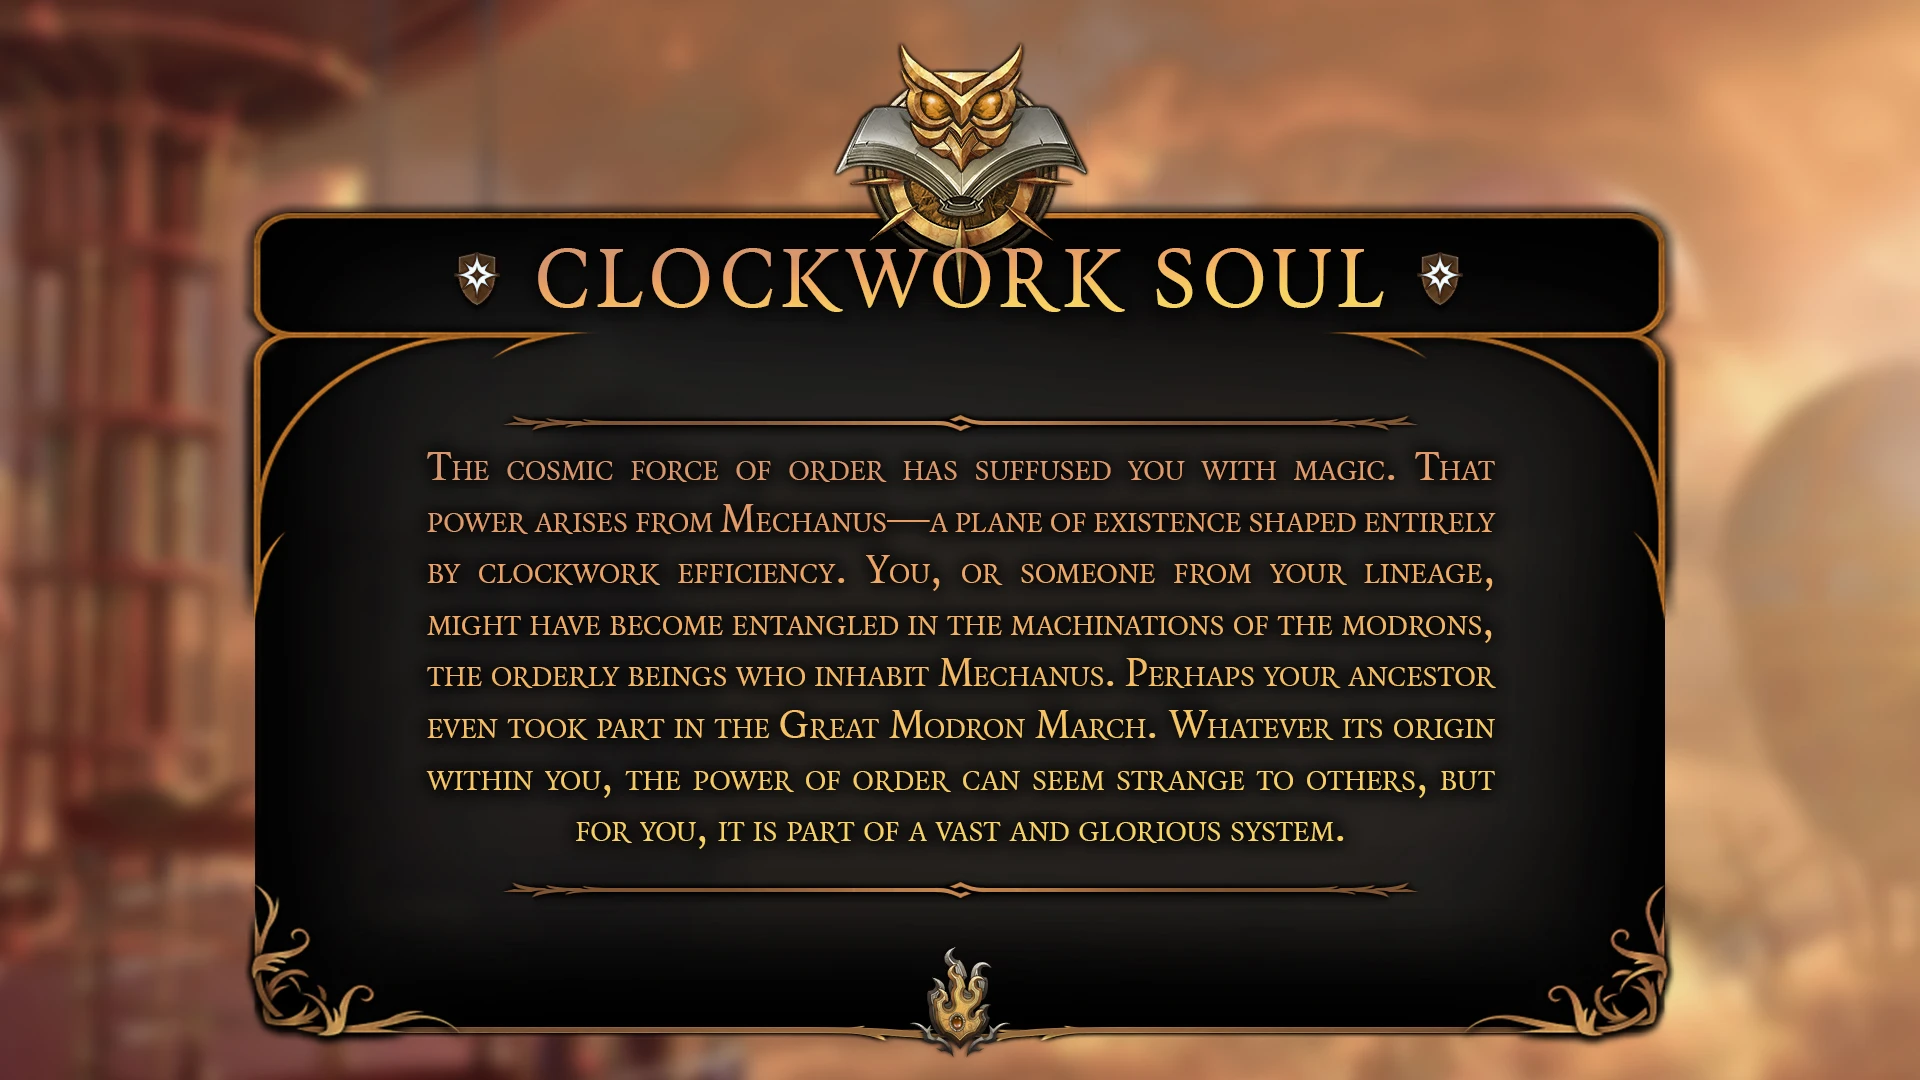 CLOCKWORK SOUL
The cosmic force of order has suffused you with magic. That
power arises from Mechanus—a plane of existence shaped entirely
by clockwork efficiency. You, or someone from your lineage,
might have become entangled in the machinations of the modrons,
the orderly beings who inhabit Mechanus. Perhaps your ancestor
even took part in the Great Modron March. Whatever its origin
within you, the power of order can seem strange to others, but
for you, it is part of a vast and glorious system.